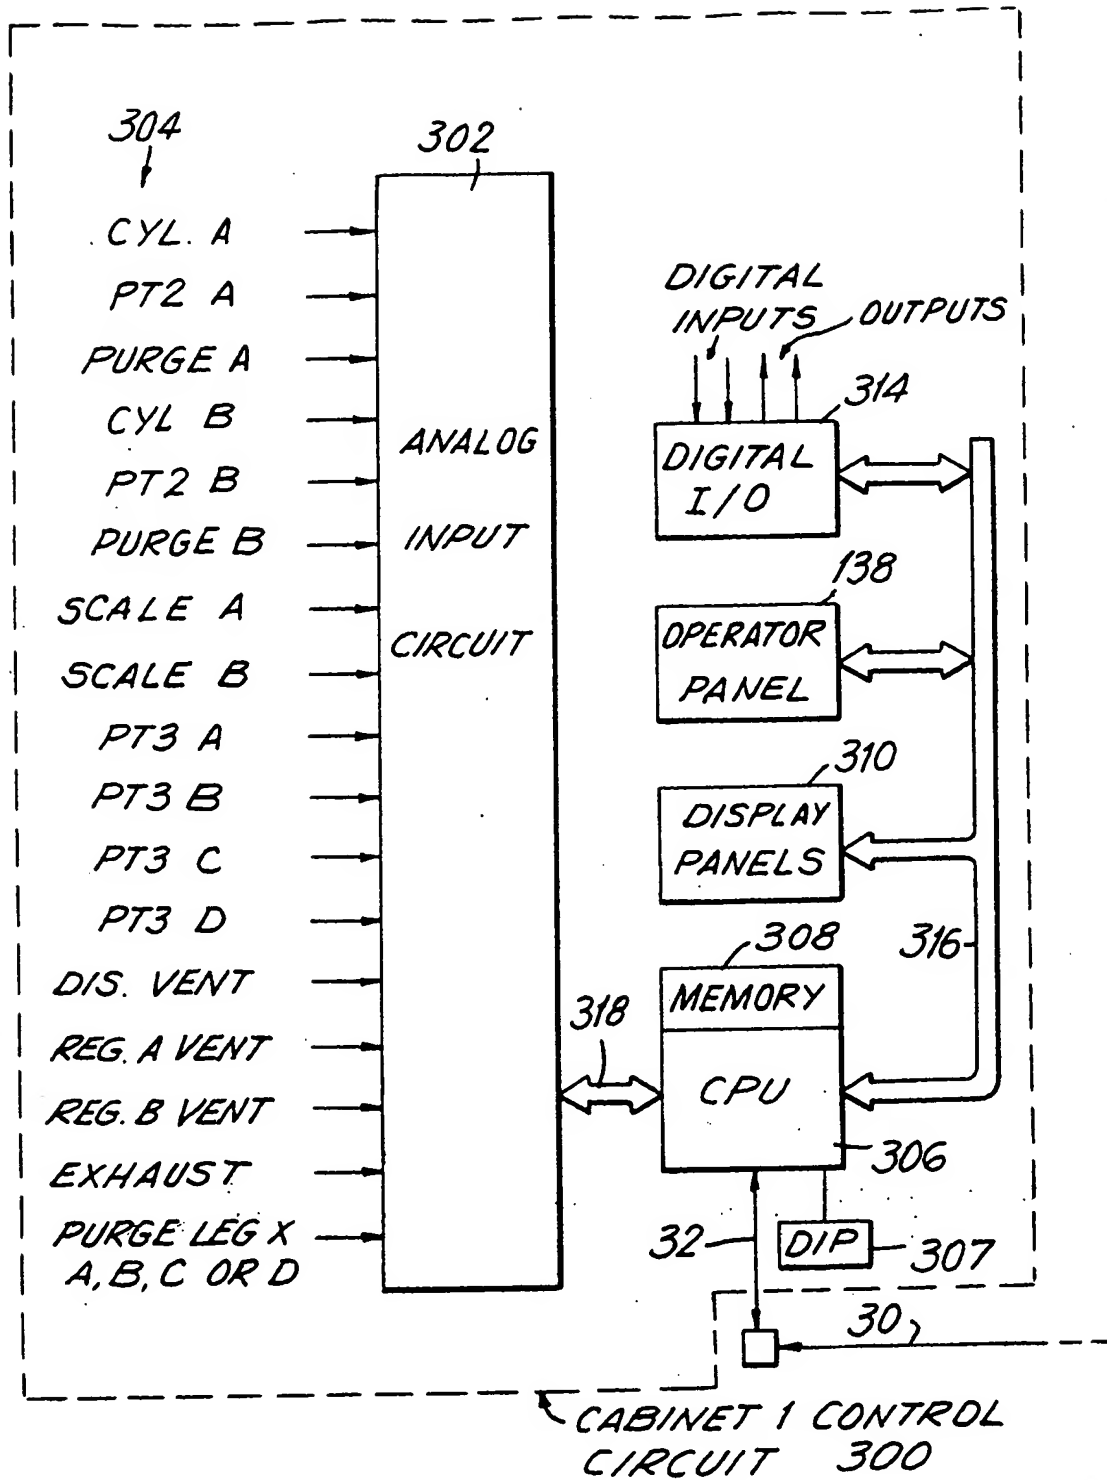 304
302
CYL. A
PT2 A
PURGE A
CYL B
PT2 B
PURGE B
SCALE A
SCALE B
PT3 A
PT3 B
PT3 C
PT3 D
DIS. VENT
REG. A VENT
REG. B VENT
EXHAUST
PURGE LEG X
A, B, C OR D
ANALOG
INPUT
CIRCUIT
DIGITAL
INPUTS
OUTPUTS
314
DIGITAL
I/O
138
OPERATOR
PANEL
310
DISPLAY
PANELS
316
308
MEMORY
318
CPU
306
32
DIP
307
30
CABINET 1 CONTROL
CIRCUIT 300